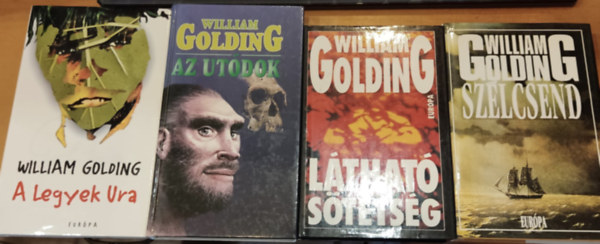 WILLIAM GOLDING
A Legyek Ura
EURÓPA
WILLIAM
GOLDING
AZ UTÓDOK
WILLIAM
GOLDING
EURÓPA
LÁTHATÓ
SÖTÉTSÉG
WILLIAM
GOLDING
SZÉLCSEND
EURÓPA